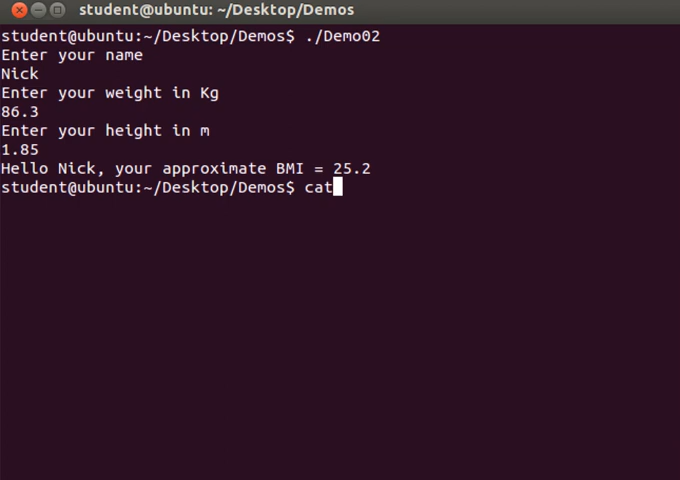 student@ubuntu: ~/Desktop/Demos
student@ubuntu:~/Desktop/Demos$ ./Demo02
Enter your name
Nick
Enter your weight in Kg
86.3
Enter your height in m
1.85
Hello Nick, your approximate BMI = 25.2
student@ubuntu:~/Desktop/Demos$ cat